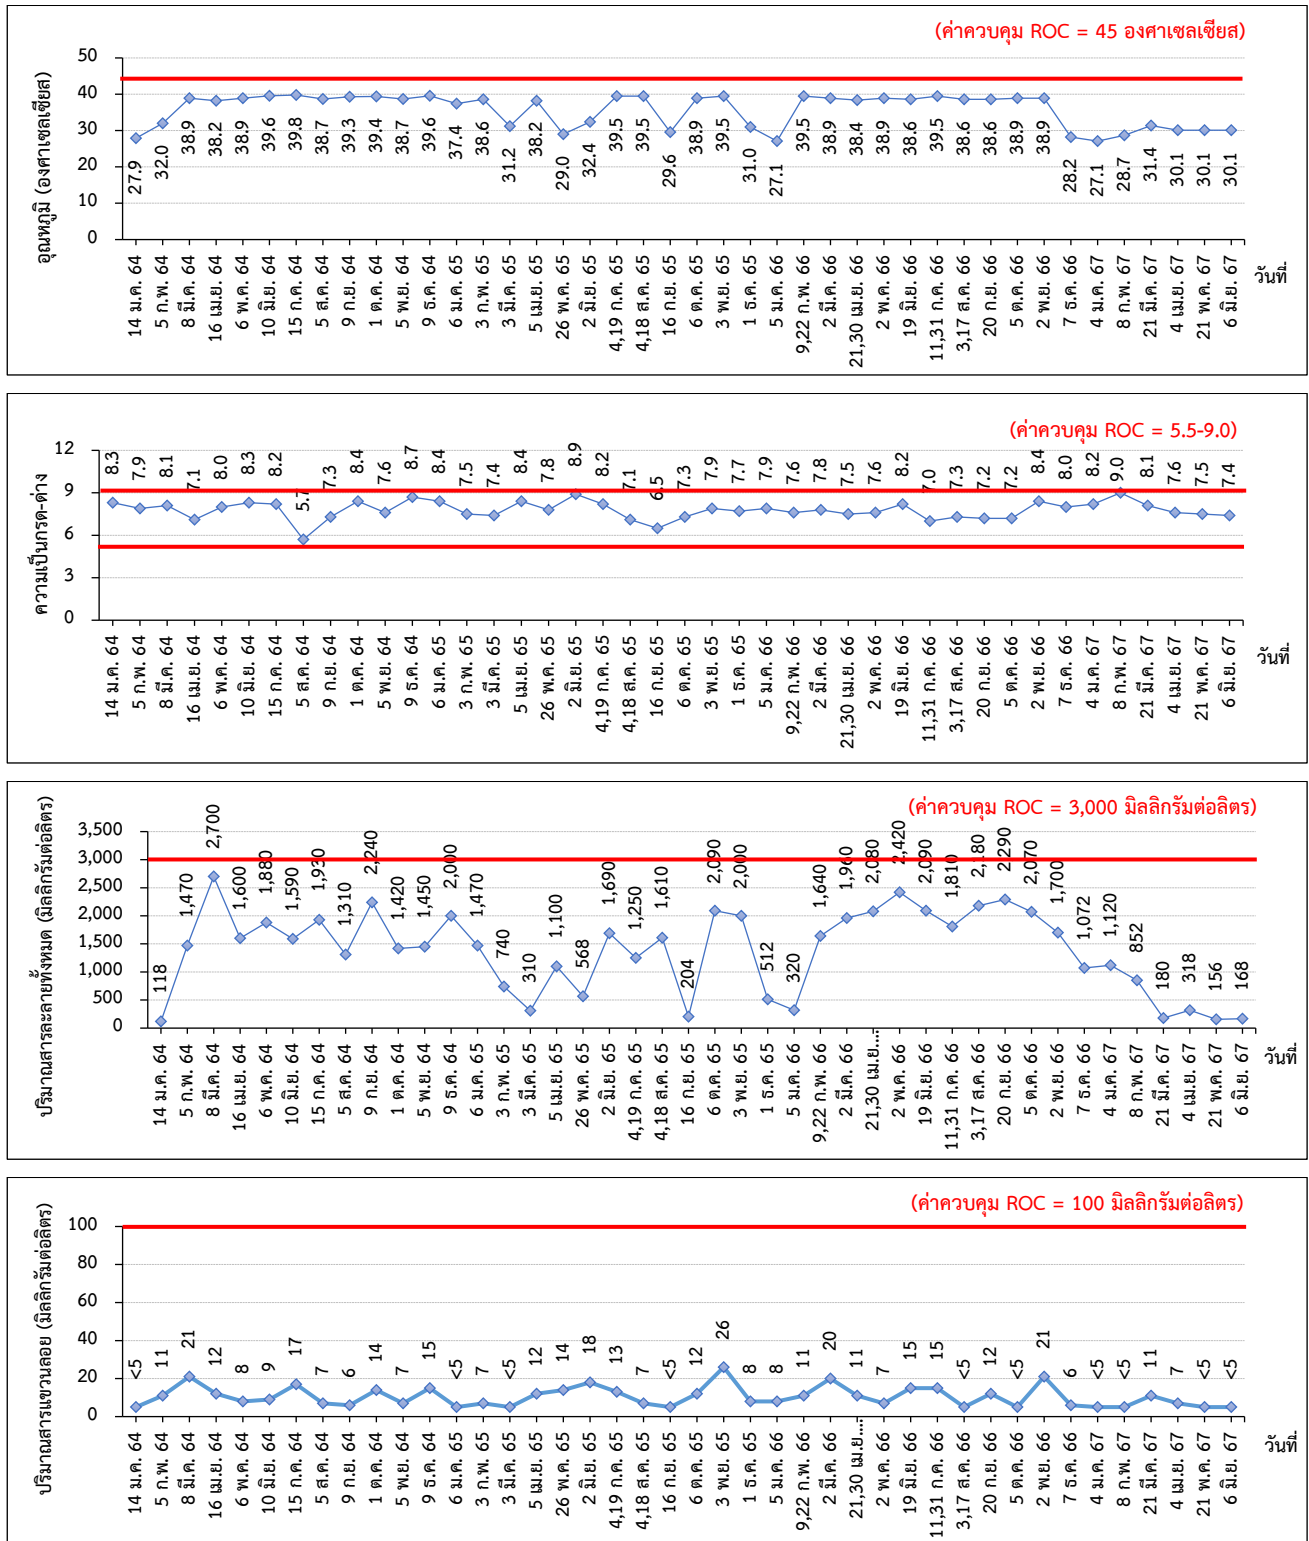 (ค่าควบคุม ROC = 45 องศาเซลเซียส)
อุณหภูมิ (องศาเซลเซียส)
50
40
30
20
10
0
27.9 32.0 38.9 38.2 38.9 39.6 39.8 38.7 39.3 39.4 38.7 39.6 37.4 38.6 31.2 38.2 29.0 32.4 39.5 39.5 29.6 38.9 39.5 31.0 27.1 39.5 38.9 38.4 38.9 38.6 39.5 38.6 38.6 38.9 38.9 28.2 27.1 28.7 31.4 30.1 30.1 30.1
14 ม.ค. 64 5 ก.พ. 64 8 มี.ค. 64 16 เม.ย. 64 6 พ.ค. 64 10 มิ.ย. 64 15 ก.ค. 64 5 ส.ค. 64 9 ก.ย. 64 1 ต.ค. 64 5 พ.ย. 64 9 ธ.ค. 64 6 ม.ค. 65 3 ก.พ. 65 3 มี.ค. 65 5 เม.ย. 65 26 พ.ค. 65 2 มิ.ย. 65 4,19 ก.ค. 65 4,18 ส.ค. 65 16 ก.ย. 65 6 ต.ค. 65 3 พ.ย. 65 1 ธ.ค. 65 5 ม.ค. 66 9,22 ก.พ. 66 2 มี.ค. 66 21,30 เม.ย. 66 2 พ.ค. 66 19 มิ.ย. 66 11,31 ก.ค. 66 3,17 ส.ค. 66 20 ก.ย. 66 5 ต.ค. 66 2 พ.ย. 66 7 ธ.ค. 66 4 ม.ค. 67 8 ก.พ. 67 21 มี.ค. 67 4 เม.ย. 67 21 พ.ค. 67 6 มิ.ย. 67
วันที่
(ค่าควบคุม ROC = 5.5-9.0)
ความเป็นกรด-ด่าง
12
9
6
3
0
8.3 7.9 8.1 7.1 8.0 8.3 8.2 5.7 7.3 8.4 7.6 8.7 8.4 7.5 7.4 8.4 7.8 8.9 8.2 7.1 6.5 7.3 7.9 7.7 7.9 7.6 7.8 7.5 7.6 8.2 7.0 7.3 7.2 7.2 8.4 8.0 8.2 9.0 8.1 7.6 7.5 7.4
14 ม.ค. 64 5 ก.พ. 64 8 มี.ค. 64 16 เม.ย. 64 6 พ.ค. 64 10 มิ.ย. 64 15 ก.ค. 64 5 ส.ค. 64 9 ก.ย. 64 1 ต.ค. 64 5 พ.ย. 64 9 ธ.ค. 64 6 ม.ค. 65 3 ก.พ. 65 3 มี.ค. 65 5 เม.ย. 65 26 พ.ค. 65 2 มิ.ย. 65 4,19 ก.ค. 65 4,18 ส.ค. 65 16 ก.ย. 65 6 ต.ค. 65 3 พ.ย. 65 1 ธ.ค. 65 5 ม.ค. 66 9,22 ก.พ. 66 2 มี.ค. 66 21,30 เม.ย. 66 2 พ.ค. 66 19 มิ.ย. 66 11,31 ก.ค. 66 3,17 ส.ค. 66 20 ก.ย. 66 5 ต.ค. 66 2 พ.ย. 66 7 ธ.ค. 66 4 ม.ค. 67 8 ก.พ. 67 21 มี.ค. 67 4 เม.ย. 67 21 พ.ค. 67 6 มิ.ย. 67
วันที่
(ค่าควบคุม ROC = 3,000 มิลลิกรัมต่อลิตร)
ปริมาณสารละลายทั้งหมด (มิลลิกรัมต่อลิตร)
3,500
3,000
2,500
2,000
1,500
1,000
500
0
118 1,470 2,700 1,600 1,880 1,590 1,930 1,310 2,240 1,420 1,450 2,000 1,470 740 310 1,100 568 1,690 1,250 1,610 204 2,090 2,000 512 320 1,640 1,960 2,080 2,420 2,090 1,810 2,180 2,290 2,070 1,700 1,072 1,120 852 180 318 156 168
14 ม.ค. 64 5 ก.พ. 64 8 มี.ค. 64 16 เม.ย. 64 6 พ.ค. 64 10 มิ.ย. 64 15 ก.ค. 64 5 ส.ค. 64 9 ก.ย. 64 1 ต.ค. 64 5 พ.ย. 64 9 ธ.ค. 64 6 ม.ค. 65 3 ก.พ. 65 3 มี.ค. 65 5 เม.ย. 65 26 พ.ค. 65 2 มิ.ย. 65 4,19 ก.ค. 65 4,18 ส.ค. 65 16 ก.ย. 65 6 ต.ค. 65 3 พ.ย. 65 1 ธ.ค. 65 5 ม.ค. 66 9,22 ก.พ. 66 2 มี.ค. 66 21,30 เม.ย.... 2 พ.ค. 66 19 มิ.ย. 66 11,31 ก.ค. 66 3,17 ส.ค. 66 20 ก.ย. 66 5 ต.ค. 66 2 พ.ย. 66 7 ธ.ค. 66 4 ม.ค. 67 8 ก.พ. 67 21 มี.ค. 67 4 เม.ย. 67 21 พ.ค. 67 6 มิ.ย. 67
วันที่
(ค่าควบคุม ROC = 100 มิลลิกรัมต่อลิตร)
ปริมาณสารแขวนลอย (มิลลิกรัมต่อลิตร)
100
80
60
40
20
0
<5 11 21 12 8 9 17 7 6 14 7 15 <5 7 <5 12 14 18 13 7 <5 12 26 8 8 11 20 11 7 15 15 <5 12 <5 21 6 <5 <5 11 7 <5 <5
14 ม.ค. 64 5 ก.พ. 64 8 มี.ค. 64 16 เม.ย. 64 6 พ.ค. 64 10 มิ.ย. 64 15 ก.ค. 64 5 ส.ค. 64 9 ก.ย. 64 1 ต.ค. 64 5 พ.ย. 64 9 ธ.ค. 64 6 ม.ค. 65 3 ก.พ. 65 3 มี.ค. 65 5 เม.ย. 65 26 พ.ค. 65 2 มิ.ย. 65 4,19 ก.ค. 65 4,18 ส.ค. 65 16 ก.ย. 65 6 ต.ค. 65 3 พ.ย. 65 1 ธ.ค. 65 5 ม.ค. 66 9,22 ก.พ. 66 2 มี.ค. 66 21,30 เม.ย.... 2 พ.ค. 66 19 มิ.ย. 66 11,31 ก.ค. 66 3,17 ส.ค. 66 20 ก.ย. 66 5 ต.ค. 66 2 พ.ย. 66 7 ธ.ค. 66 4 ม.ค. 67 8 ก.พ. 67 21 มี.ค. 67 4 เม.ย. 67 21 พ.ค. 67 6 มิ.ย. 67
วันที่